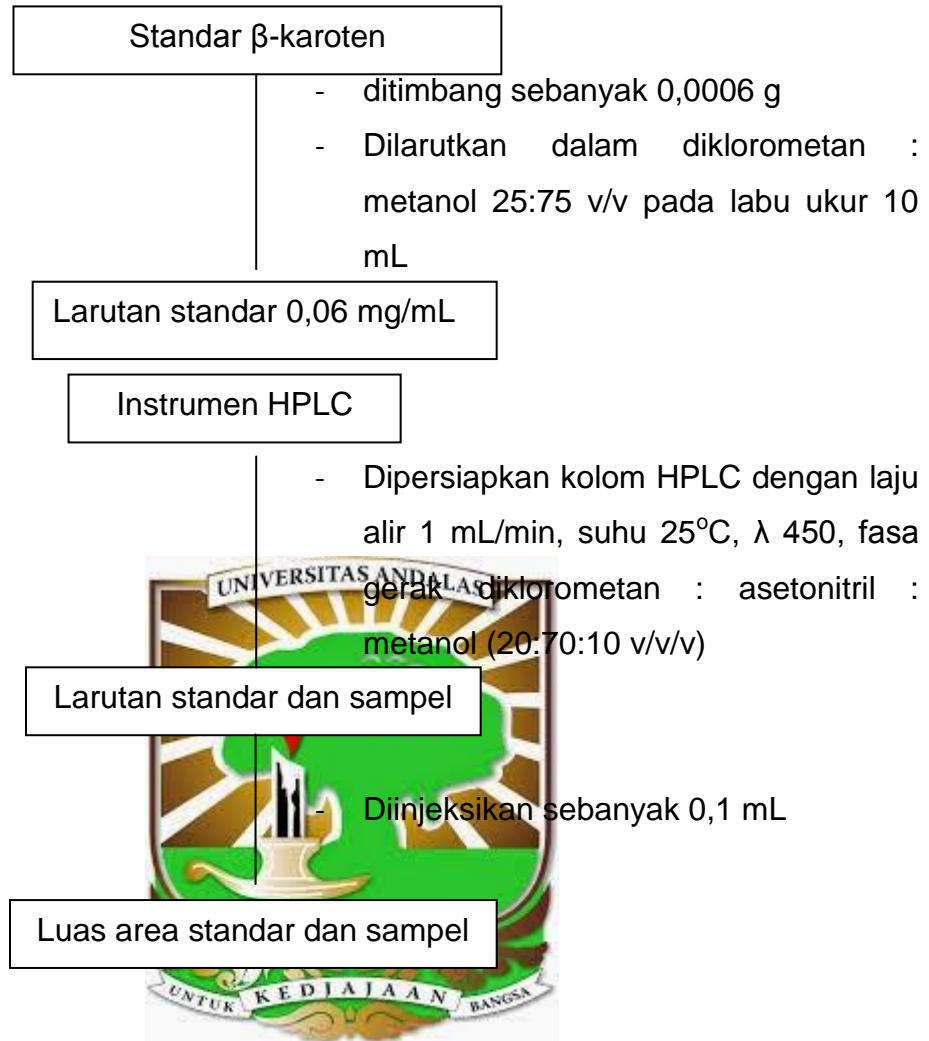 Standar β-karoten
- ditimbang sebanyak 0,0006 g
- Dilarutkan dalam diklorometan :
metanol 25:75 v/v pada labu ukur 10
mL
Larutan standar 0,06 mg/mL
Instrumen HPLC
- Dipersiapkan kolom HPLC dengan laju
alir 1 mL/min, suhu 25°C, λ 450, fasa
gerak diklorometan : asetonitril :
metanol (20:70:10 v/v/v)
UNIVERSITAS ANDALAS
Larutan standar dan sampel
- Diinjeksikan sebanyak 0,1 mL
Luas area standar dan sampel
UNTUK KEDJAJAAN BANGSA